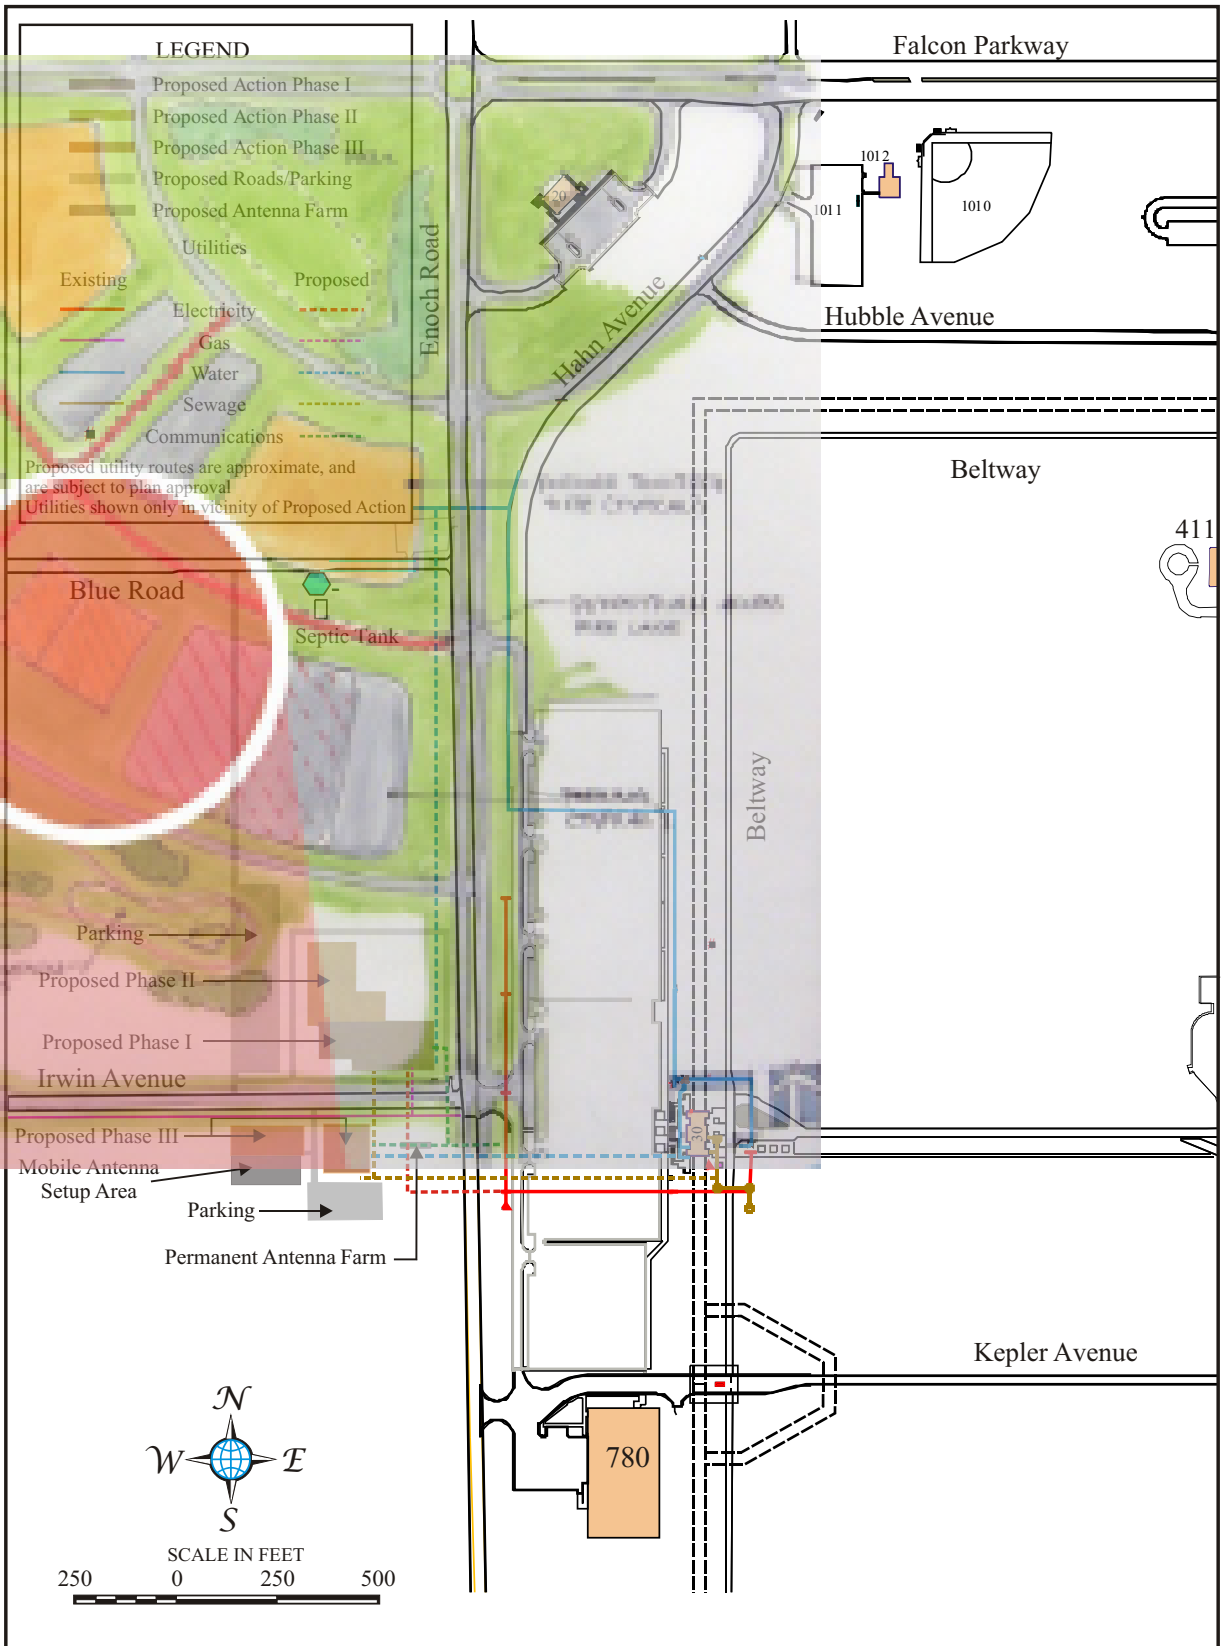 LEGEND
Proposed Action Phase I
Proposed Action Phase II
Proposed Action Phase III
Proposed Roads/Parking
Proposed Antenna Farm
Utilities
Existing Proposed
Electricity
Gas
Water
Sewage
Communications
Proposed utility routes are approximate, and
are subject to plan approval
Utilities shown only in vicinity of Proposed Action
Falcon Parkway
1012
1011
1010
20
Enoch Road
Hahn Avenue
Hubble Avenue
Beltway
411
Blue Road
Septic Tank
Beltway
Parking
Proposed Phase II
Proposed Phase I
Irwin Avenue
Proposed Phase III
30
Mobile Antenna
Setup Area
Parking
Permanent Antenna Farm
Kepler Avenue
780
N
W E
S
SCALE IN FEET
250 0 250 500